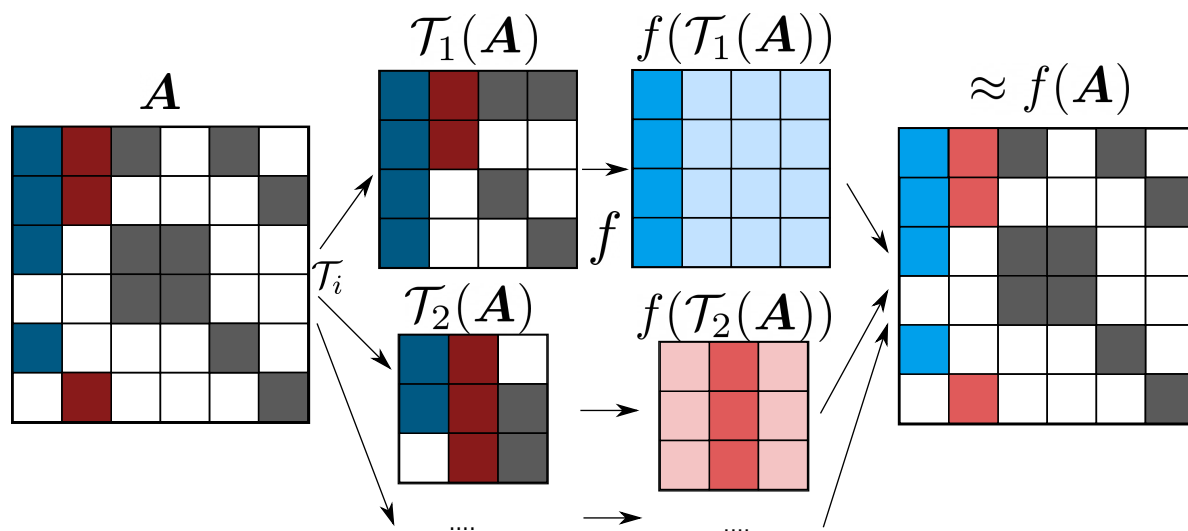 A
𝒯₁(A)
f(𝒯₁(A))
≈ f(A)
𝒯ᵢ
f
𝒯₂(A)
f(𝒯₂(A))
....
....